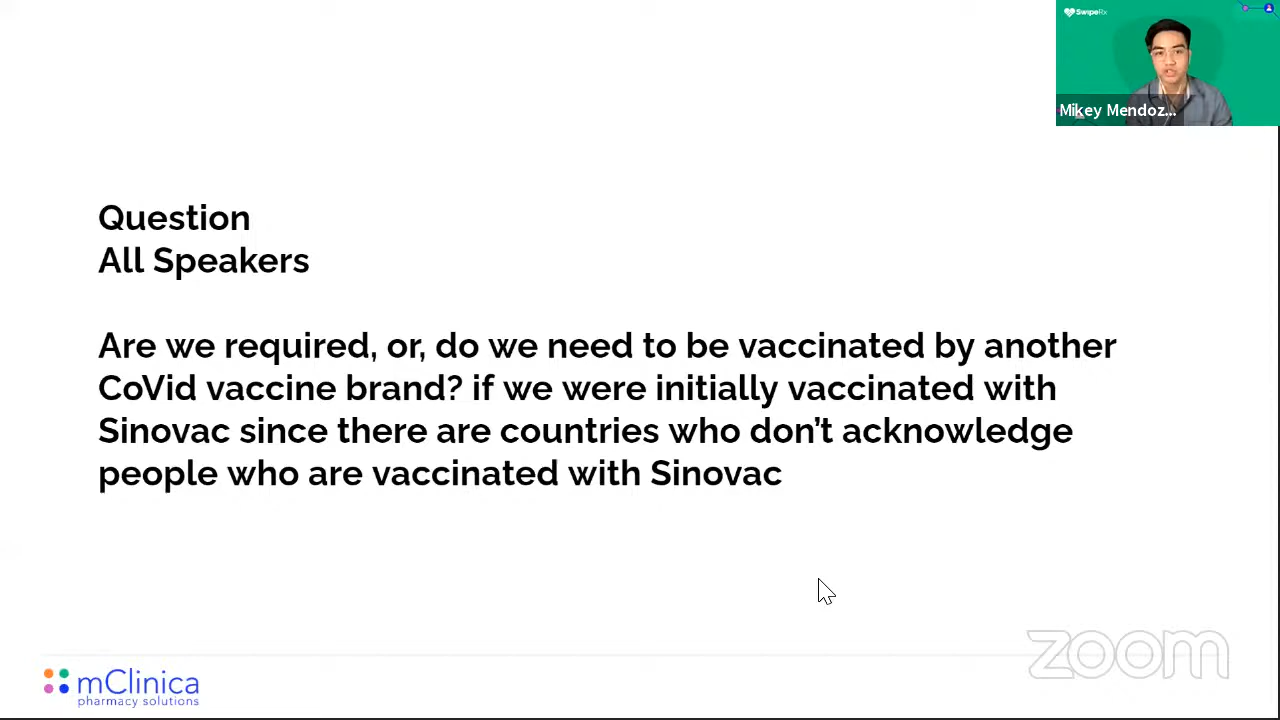 SwipeRx
Mikey Mendoz...
Question
All Speakers
Are we required, or, do we need to be vaccinated by another
CoVid vaccine brand? if we were initially vaccinated with
Sinovac since there are countries who don’t acknowledge
people who are vaccinated with Sinovac
zoom
mClinica
pharmacy solutions